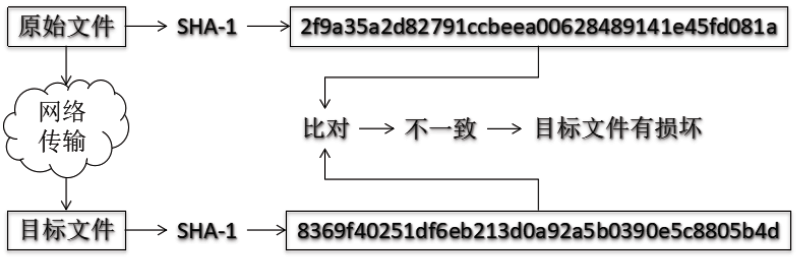 原始文件 SHA-1 2f9a35a2d82791ccbeea00628489141e45fd081a
网络
传输
比对 不一致 目标文件有损坏
目标文件 SHA-1 8369f40251df6eb213d0a92a5b0390e5c8805b4d